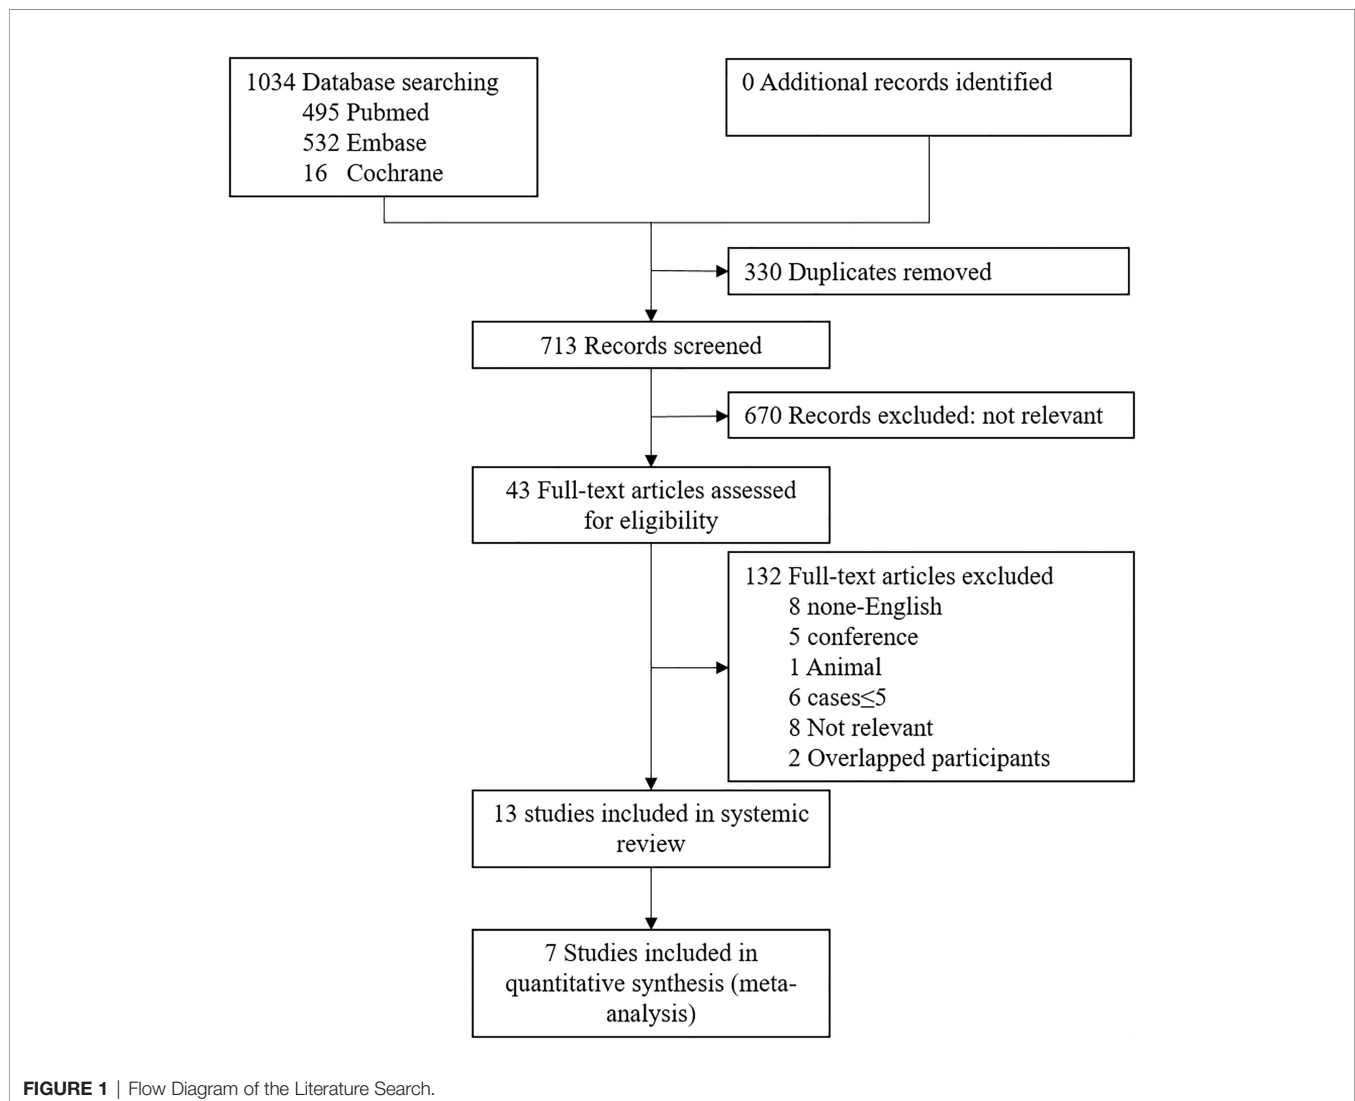 1034 Database searching
495 Pubmed
532 Embase
16 Cochrane
0 Additional records identified
330 Duplicates removed
713 Records screened
670 Records excluded: not relevant
43 Full-text articles assessed
for eligibility
132 Full-text articles excluded
8 none-English
5 conference
1 Animal
6 cases≤5
8 Not relevant
2 Overlapped participants
13 studies included in systemic
review
7 Studies included in
quantitative synthesis (meta-
analysis)
FIGURE 1 | Flow Diagram of the Literature Search.